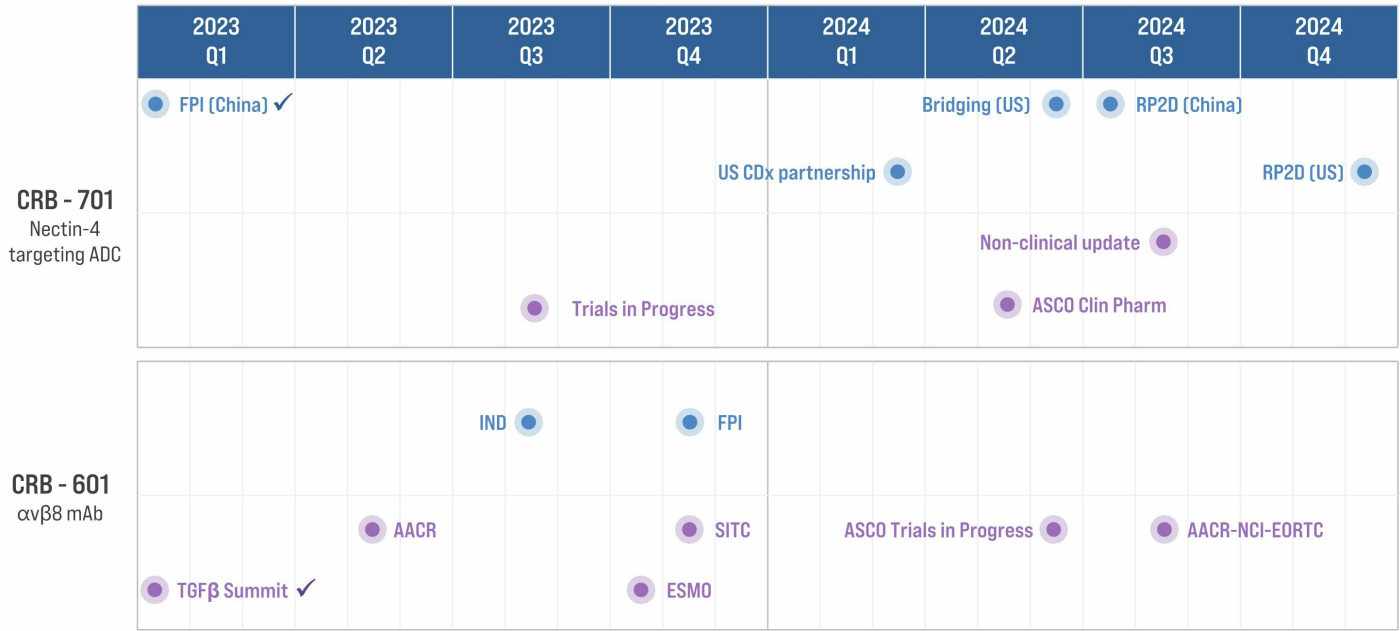 2023
Q1
2023
Q2
2023
Q3
2023
Q4
2024
Q1
2024
Q2
2024
Q3
2024
Q4
CRB - 701
Nectin-4
targeting ADC
FPI (China) ✓
Bridging (US)
RP2D (China)
US CDx partnership
RP2D (US)
Non-clinical update
Trials in Progress
ASCO Clin Pharm
CRB - 601
αvβ8 mAb
IND
FPI
AACR
SITC
ASCO Trials in Progress
AACR-NCI-EORTC
TGFβ Summit ✓
ESMO